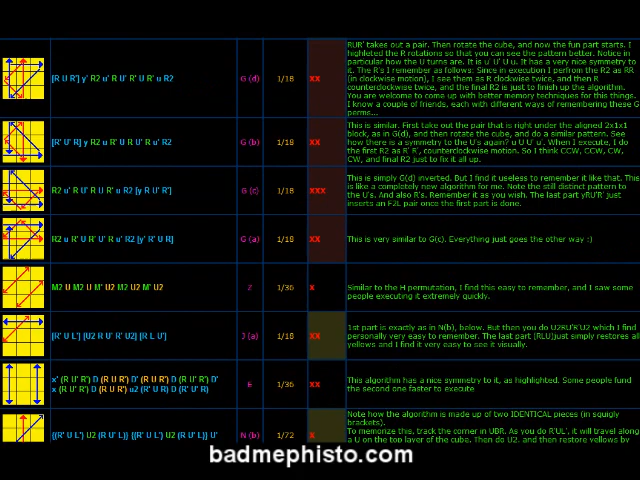 RUR' takes out a pair. Then rotate the cube, and now the fun part starts. I
higleted the R rotations so that you can see the pattern better. Notice in
particular how the U turns are. It is u' U' U u. It has a very nice symmetry to
it. The R's I remember as follows: Since in execution I perfrom the R2 as RR
(in clockwise motion), I see them as R clockwise twice, and then R
counterclockwise twice, and the final R2 is just to finish up the algorithm.
You are welcome to come up with better memory techniques for this things.
I know a couple of friends, each with different ways of remembering these G
perms...
[R U R'] y' R2 u' R U' R' U R' u R2
G (d)
1/18
XX
This is similar. First take out the pair that is right under the aligned 2x1x1
block, as in G(d), and then rotate the cube, and do a similar pattern. See
how there is a symmetry to the U's again? u U U' u'. When I execute, I do
the first R2 as R' R', counterclockwise motion. So I think CCW, CCW, CW,
CW, and final R2 just to fix it all up.
[R' U' R] y R2 u R' U R U' R u' R2
G (b)
1/18
XX
This is simply G(d) inverted. But I find it useless to remember it like that. This
is like a completely new algorithm for me. Note the still distinct pattern to
the U's. And also R's. Remember it as you wish. The last part yRU'R' just
inserts an F2L pair once the first part is done.
R2 u' R U' R U R' u R2 [y R U' R']
G (c)
1/18
XXX
R2 u R' U R' U' R u' R2 [y' R' U R]
G (a)
1/18
XX
This is very similar to G(c). Everything just goes the other way :)
M2 U M2 U M' U2 M2 U2 M' U2
Z
1/36
X
Similar to the H permutation, I find this easy to remember, and I saw some
people executing it extremely quickly.
[R' U L'] [U2 R U' R' U2] [R L U']
J (a)
1/18
XX
1st part is exactly as in N(b), below. But then you do U2RU'R'U2 which I find
personally very easy to remember. The last part (RLU)just simply restores all
yellows and I find it very easy to see it visually.
x' (R U' R') D (R U R') D' (R U R') D (R U' R') D'
x (R U' R') D (R U R') u2 (R' U R) D (R' U' R)
E
1/36
XX
This algorithm has a nice symmetry to it, as highlighted. Some people fund
the second one faster to execute
Note how the algorithm is made up of two IDENTICAL pieces (in squigly
brackets).
To memorize this, track the corner in UBR. As you do R'UL', it will travel along
a U on the top layer of the cube. Then do U2, and then restore yellows by
{(R' U L') U2 (R U' L)} {(R' U L') U2 (R U' L)} U'
N (b)
1/72
X
badmephisto.com